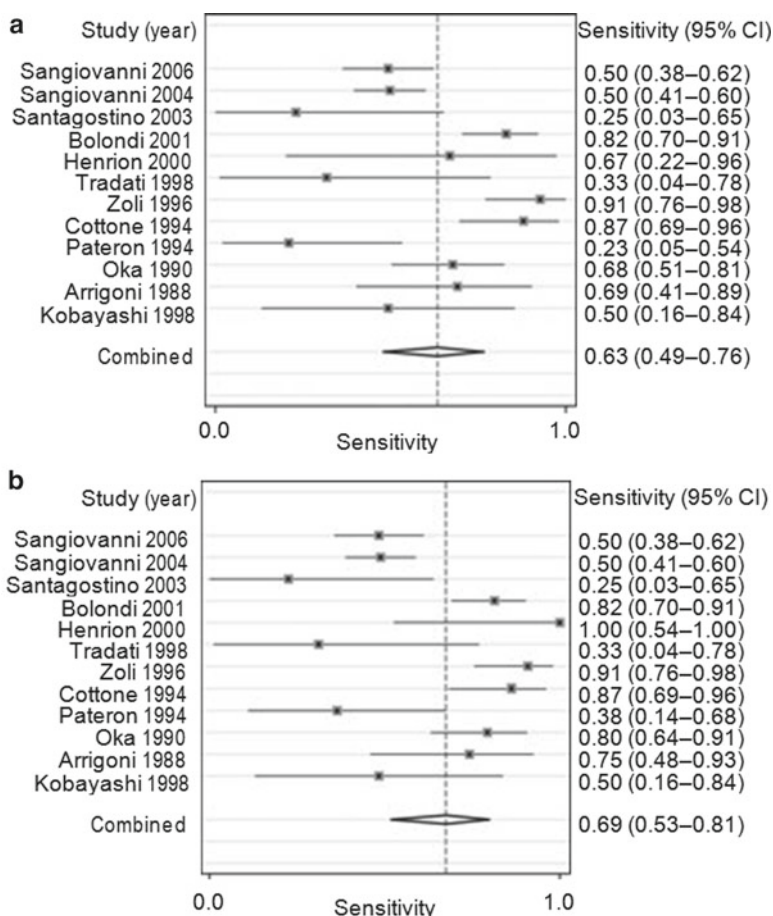 a
Study (year) Sensitivity (95% CI)
Sangiovanni 2006 0.50 (0.38–0.62)
Sangiovanni 2004 0.50 (0.41–0.60)
Santagostino 2003 0.25 (0.03–0.65)
Bolondi 2001 0.82 (0.70–0.91)
Henrion 2000 0.67 (0.22–0.96)
Tradati 1998 0.33 (0.04–0.78)
Zoli 1996 0.91 (0.76–0.98)
Cottone 1994 0.87 (0.69–0.96)
Pateron 1994 0.23 (0.05–0.54)
Oka 1990 0.68 (0.51–0.81)
Arrigoni 1988 0.69 (0.41–0.89)
Kobayashi 1998 0.50 (0.16–0.84)
Combined 0.63 (0.49–0.76)
0.0 1.0
Sensitivity
b
Study (year) Sensitivity (95% CI)
Sangiovanni 2006 0.50 (0.38–0.62)
Sangiovanni 2004 0.50 (0.41–0.60)
Santagostino 2003 0.25 (0.03–0.65)
Bolondi 2001 0.82 (0.70–0.91)
Henrion 2000 1.00 (0.54–1.00)
Tradati 1998 0.33 (0.04–0.78)
Zoli 1996 0.91 (0.76–0.98)
Cottone 1994 0.87 (0.69–0.96)
Pateron 1994 0.38 (0.14–0.68)
Oka 1990 0.80 (0.64–0.91)
Arrigoni 1988 0.75 (0.48–0.93)
Kobayashi 1998 0.50 (0.16–0.84)
Combined 0.69 (0.53–0.81)
0.0 1.0
Sensitivity